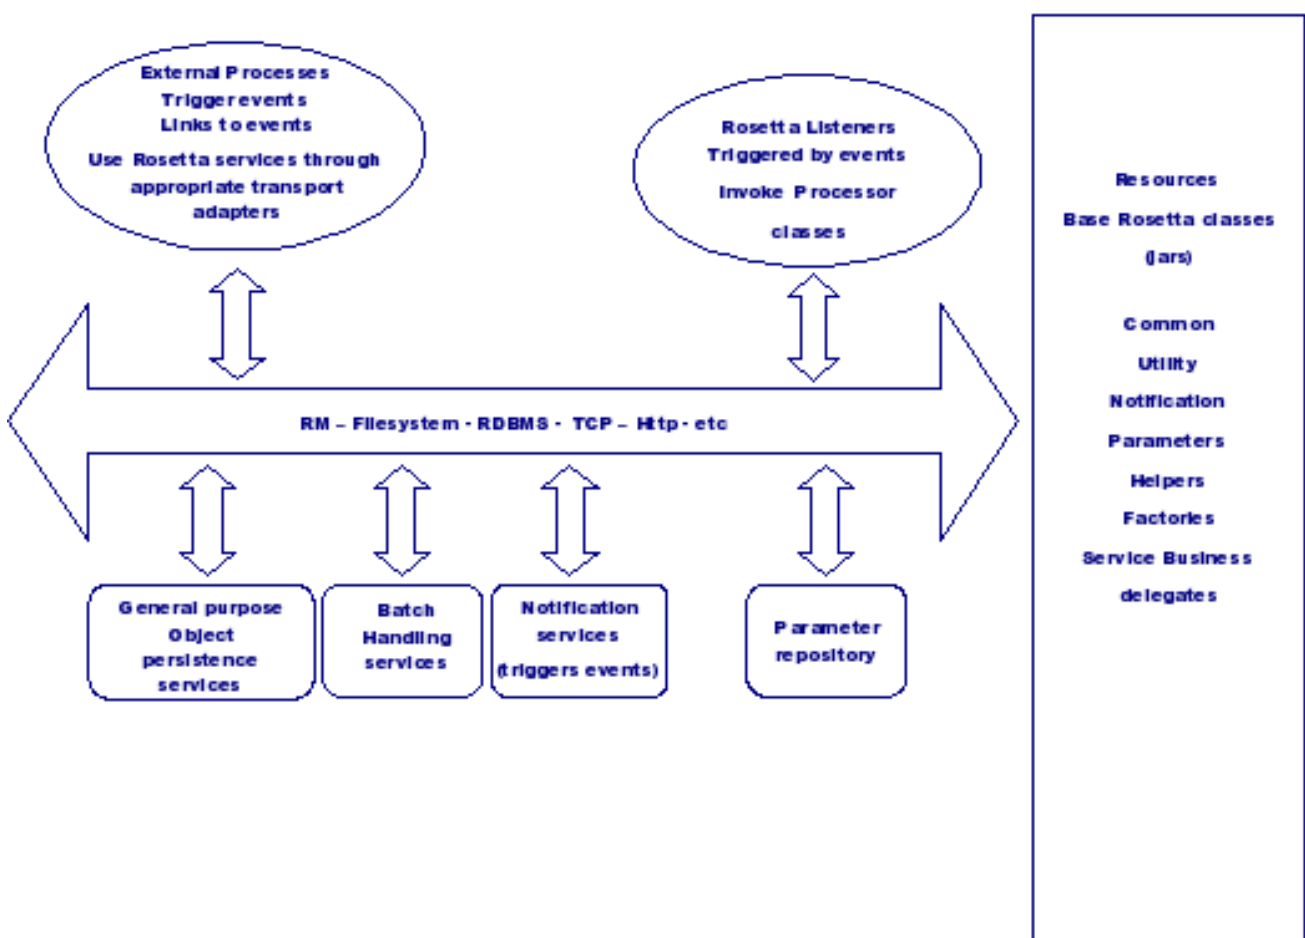 External Processes
Trigger events
Links to events
Use Rosetta services through
appropriate transport
adapters
Rosetta Listeners
Triggered by events
Invoke Processor
classes
RM – Filesystem - RDBMS - TCP – Http - etc
General purpose
Object
persistence
services
Batch
Handling
services
Notification
services
(triggers events)
Parameter
repository
Resources
Base Rosetta classes
(jars)
Common
Utility
Notification
Parameters
Helpers
Factories
Service Business
delegates